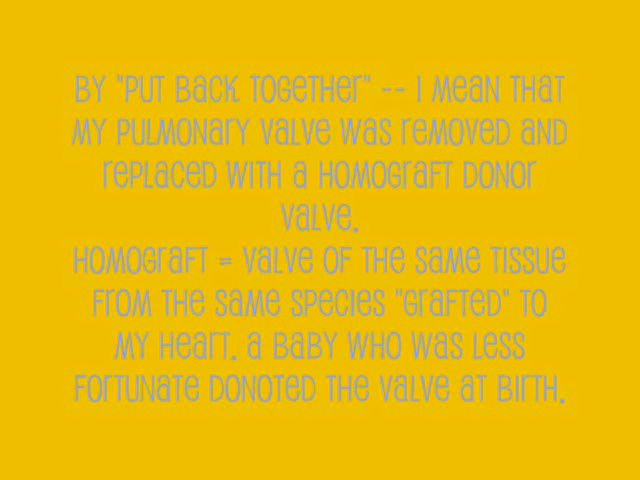 BY "PUT BACK TOGETHER" -- I MEAN THAT
MY PULMONARY VALVE WAS REMOVED AND
REPLACED WITH A HOMOGRAFT DONOR
VALVE.
HOMOGRAFT = VALVE OF THE SAME TISSUE
FROM THE SAME SPECIES "GRAFTED" TO
MY HEART. A BABY WHO WAS LESS
FORTUNATE DONOTED THE VALVE AT BIRTH.